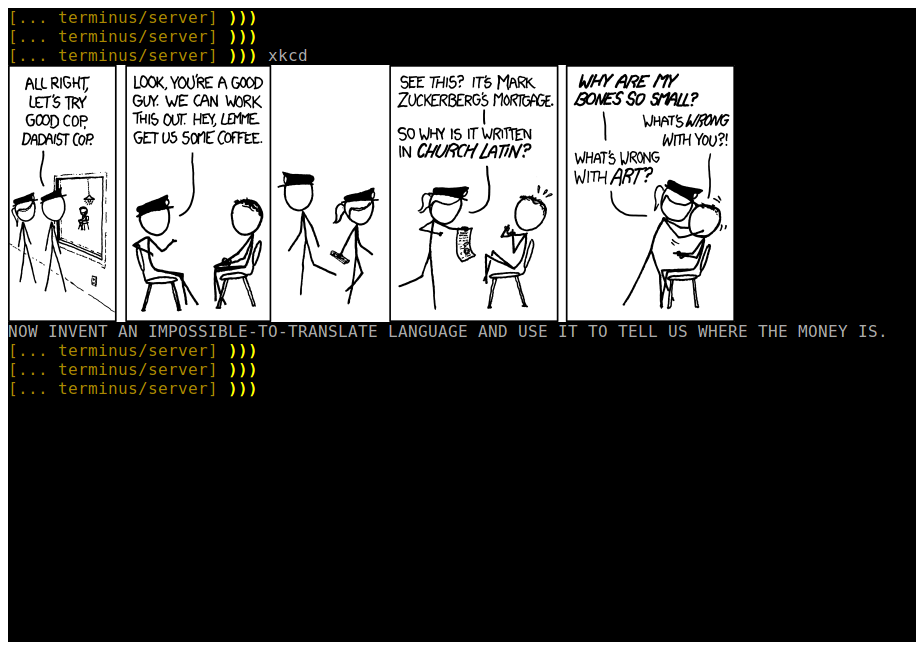 [... terminus/server] )))
[... terminus/server] )))
[... terminus/server] ))) xkcd
ALL RIGHT,
LET'S TRY
GOOD COP,
DADAIST COP.
LOOK, YOU'RE A GOOD
GUY. WE CAN WORK
THIS OUT. HEY, LEMME
GET US SOME COFFEE.
SEE THIS? IT'S MARK
ZUCKERBERG'S MORTGAGE.
SO WHY IS IT WRITTEN
IN CHURCH LATIN?
WHY ARE MY
BONES SO SMALL?
WHAT'S WRONG
WITH YOU?!
WHAT'S WRONG
WITH ART?
NOW INVENT AN IMPOSSIBLE-TO-TRANSLATE LANGUAGE AND USE IT TO TELL US WHERE THE MONEY IS.
[... terminus/server] )))
[... terminus/server] )))
[... terminus/server] )))